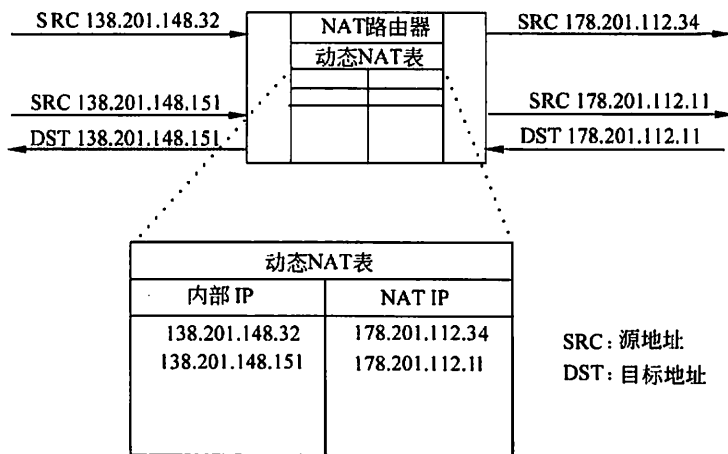 SRC 138.201.148.32
NAT路由器
SRC 178.201.112.34
动态NAT表
SRC 138.201.148.151
SRC 178.201.112.11
DST 138.201.148.151
DST 178.201.112.11
动态NAT表
内部 IP
NAT IP
138.201.148.32
178.201.112.34
138.201.148.151
178.201.112.11
SRC: 源地址
DST: 目标地址